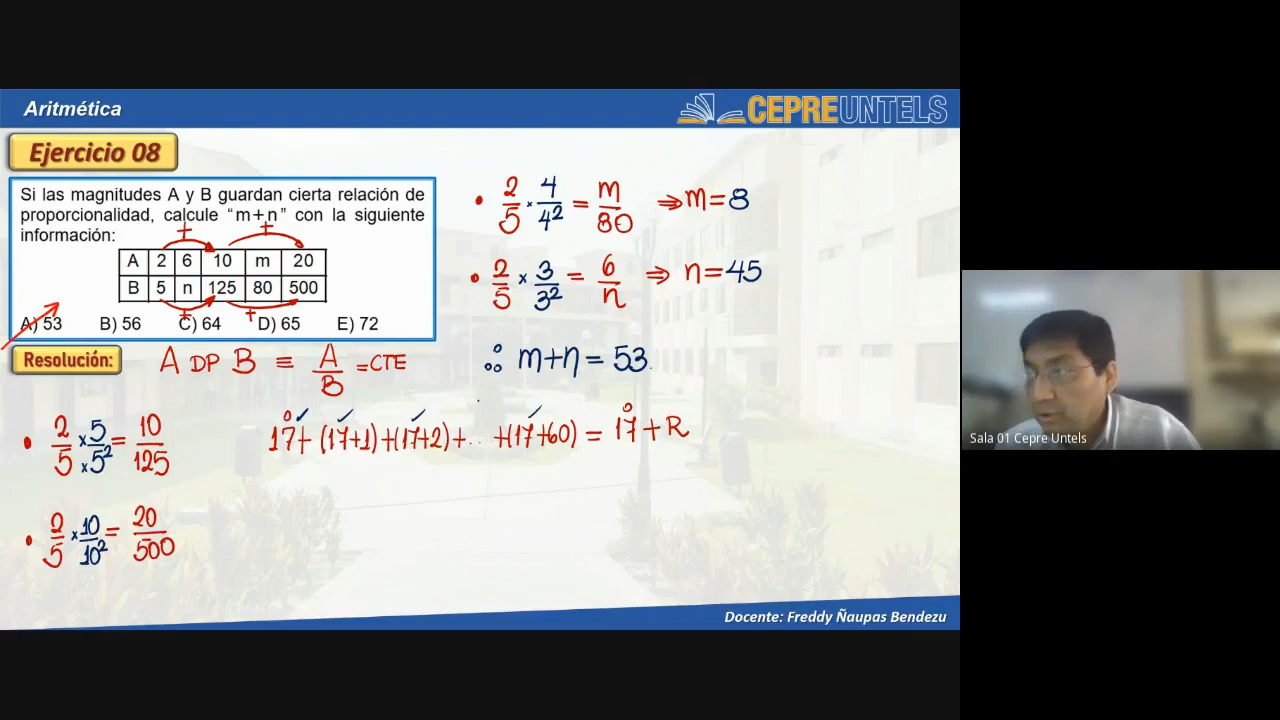 Aritmética
CEPREUNTELS
Ejercicio 08
Si las magnitudes A y B guardan cierta relación de
proporcionalidad, calcule “m+n” con la siguiente
información:
+ +
A 2 6 10 m 20
B 5 n 125 80 500
+ +
A) 53 B) 56 C) 64 D) 65 E) 72
Resolución:
A DP B ≡ A/B = CTE
• 2/5 × 5/×5² = 10/125
• 2/5 × 10/10² = 20/500
• 2/5 × 4/4² = m/80 ⇒ m = 8
• 2/5 × 3/3² = 6/n ⇒ n = 45
∴ m+n = 53
17° + (17+1) + (17+2) + ... + (17+60) = 17° + R
Docente: Freddy Ñaupas Bendezu
Sala 01 Cepre Untels